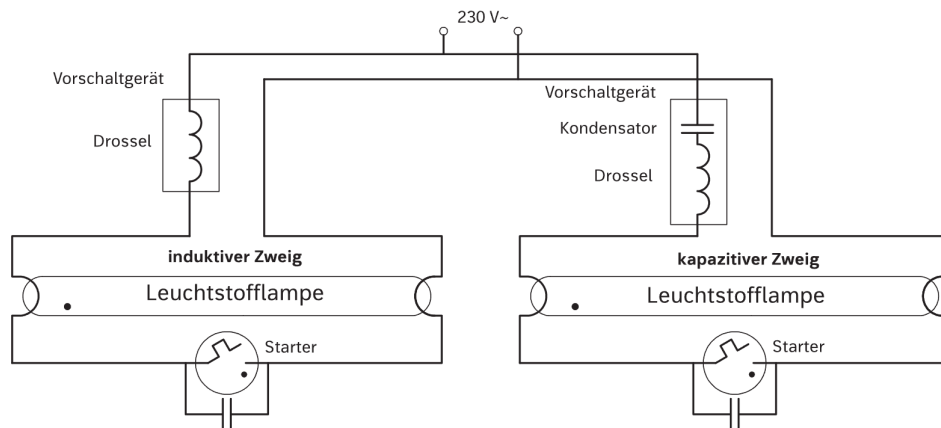 230 V~
Vorschaltgerät
Drossel
Vorschaltgerät
Kondensator
Drossel
induktiver Zweig
kapazitiver Zweig
Leuchtstofflampe
Leuchtstofflampe
Starter
Starter